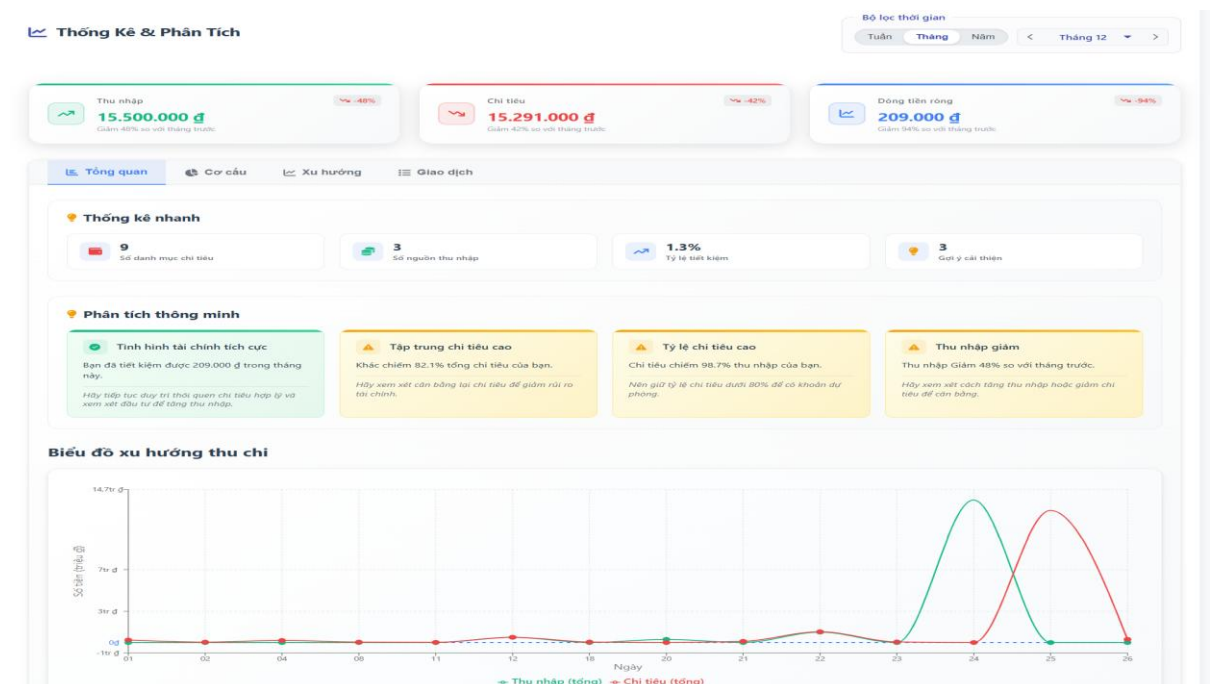 Thống Kê & Phân Tích
Bộ lọc thời gian
Tuần Tháng Năm < Tháng 12 >
Thu nhập -48%
15.500.000 ₫
Giảm 48% so với tháng trước
Chi tiêu -42%
15.291.000 ₫
Giảm 42% so với tháng trước
Dòng tiền ròng -94%
209.000 ₫
Giảm 94% so với tháng trước
Tổng quan Cơ cấu Xu hướng Giao dịch
Thống kê nhanh
9
Số danh mục chi tiêu
3
Số nguồn thu nhập
1.3%
Tỷ lệ tiết kiệm
3
Gợi ý cải thiện
Phân tích thông minh
Tình hình tài chính tích cực
Bạn đã tiết kiệm được 209.000 ₫ trong tháng
này.
Hãy tiếp tục duy trì thói quen chi tiêu hợp lý và
xem xét đầu tư để tăng thu nhập.
Tập trung chi tiêu cao
Khác chiếm 82.1% tổng chi tiêu của bạn.
Hãy xem xét cân bằng lại chi tiêu để giảm rủi ro
tài chính.
Tỷ lệ chi tiêu cao
Chi tiêu chiếm 98.7% thu nhập của bạn.
Nên giữ tỷ lệ chi tiêu dưới 80% để có khoản dự
phòng.
Thu nhập giảm
Thu nhập Giảm 48% so với tháng trước.
Hãy xem xét cách tăng thu nhập hoặc giảm chi
tiêu để cân bằng.
Biểu đồ xu hướng thu chi
14.7tr ₫
7tr ₫
3tr ₫
0₫
-1tr ₫
Số tiền (triệu ₫)
01 02 04 08 11 12 18 20 21 22 23 24 25 26
Ngày
Thu nhập (tổng) Chi tiêu (tổng)